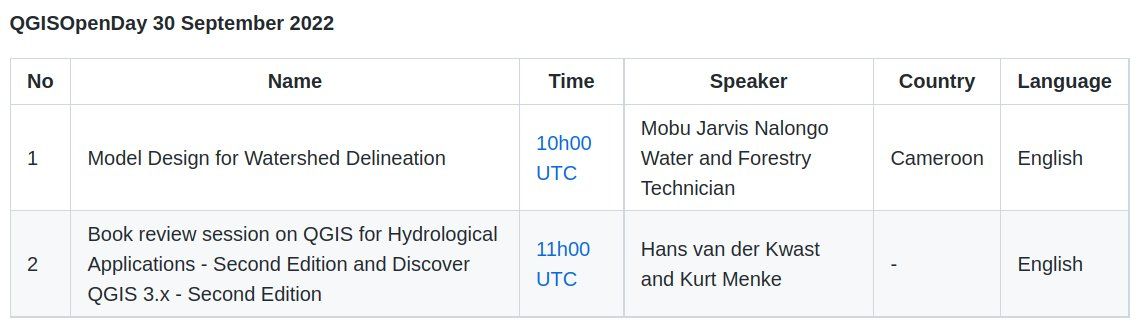 QGISOpenDay 30 September 2022
No Name Time Speaker Country Language
1 Model Design for Watershed Delineation 10h00 UTC Mobu Jarvis Nalongo Water and Forestry Technician Cameroon English
2 Book review session on QGIS for Hydrological Applications - Second Edition and Discover QGIS 3.x - Second Edition 11h00 UTC Hans van der Kwast and Kurt Menke - English